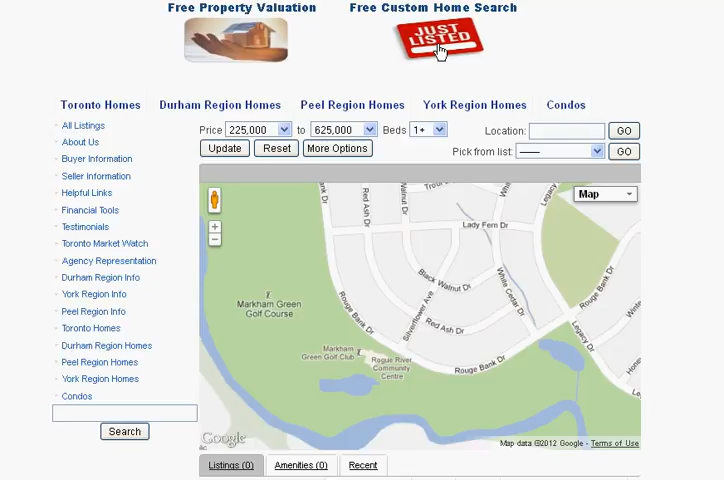 Free Property Valuation
Free Custom Home Search
JUST LISTED
Toronto Homes
Durham Region Homes
Peel Region Homes
York Region Homes
Condos
All Listings
About Us
Buyer Information
Seller Information
Helpful Links
Financial Tools
Testimonials
Toronto Market Watch
Agency Representation
Durham Region Info
York Region Info
Peel Region Info
Toronto Homes
Durham Region Homes
Peel Region Homes
York Region Homes
Condos
Search
Price 225,000 to 625,000 Beds 1+ Location: GO
Update Reset More Options Pick from list: ------ GO
Map
Red Ash Dr
Walnut Dr
Lady Fern Dr
Legacy
Black Walnut Dr
White Cedar Dr
Rouge Bank Dr
Silverflower Ave
Red Ash Dr
Rouge Bank Dr
Rouge Bank Dr
Legacy Dr
Markham Green
Golf Course
Markham
Green Golf Club
Rogue River
Community
Centre
Google
Map data ©2012 Google - Terms of Use
Listings (0) Amenities (0) Recent